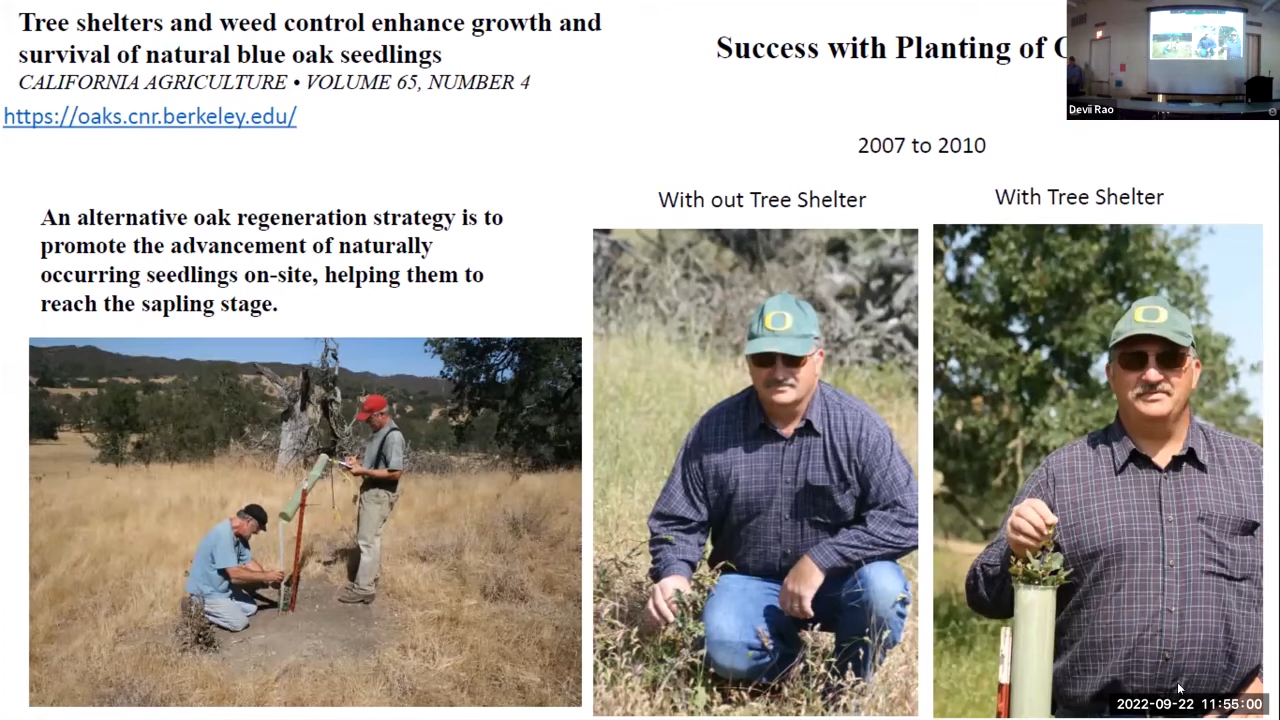 Tree shelters and weed control enhance growth and
survival of natural blue oak seedlings
CALIFORNIA AGRICULTURE • VOLUME 65, NUMBER 4
https://oaks.cnr.berkeley.edu/
Success with Planting of
Devii Rao
2007 to 2010
With out Tree Shelter
With Tree Shelter
An alternative oak regeneration strategy is to
promote the advancement of naturally
occurring seedlings on-site, helping them to
reach the sapling stage.
O
O
2022-09-22 11:55:00